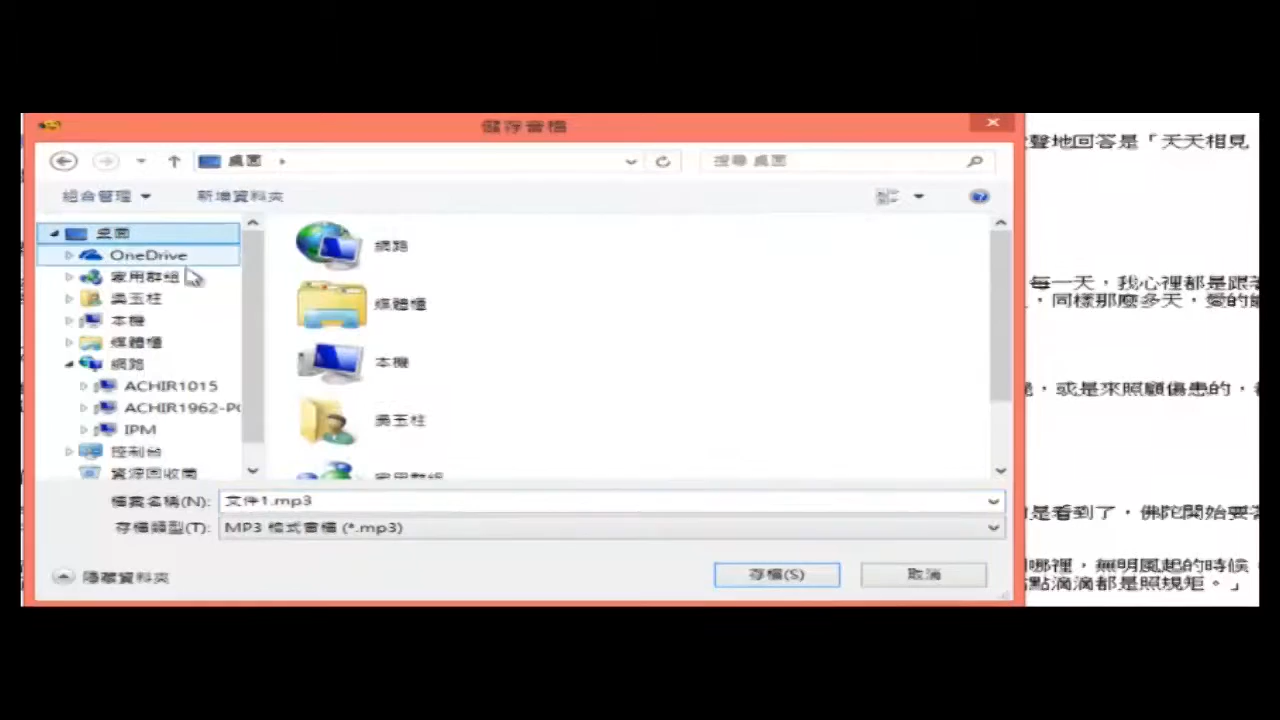 儲存音檔
聲地回答是「天天相見
桌面
搜尋 桌面
組合管理
新增資料夾
桌面
OneDrive
家用群組
吳玉柱
本機
媒體櫃
網路
ACHIR1015
ACHIR1962-PC
IPM
控制台
資源回收筒
網路
媒體櫃
本機
吳玉柱
家用群組
每一天，我心裡都是跟著
，同樣那麼多天，愛的
，或是來照顧傷患的，
檔案名稱(N):
文件1.mp3
存檔類型(T):
MP3 格式音檔 (*.mp3)
是看到了，佛陀開始要
哪裡，無明風起的時候
點滴滴都是照規矩。」
隱藏資料夾
存檔(S)
取消